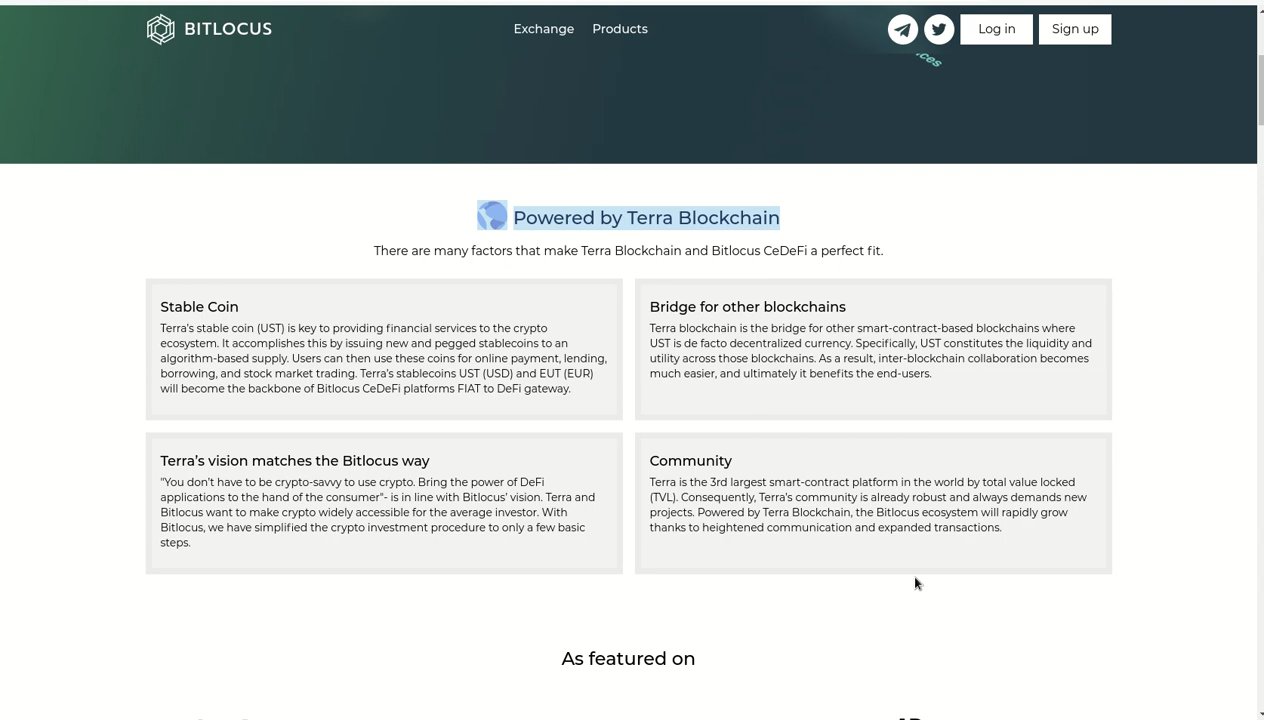 BITLOCUS
Exchange Products
Log in Sign up
ces
Powered by Terra Blockchain
There are many factors that make Terra Blockchain and Bitlocus CeDeFi a perfect fit.
Stable Coin
Terra's stable coin (UST) is key to providing financial services to the crypto
ecosystem. It accomplishes this by issuing new and pegged stablecoins to an
algorithm-based supply. Users can then use these coins for online payment, lending,
borrowing, and stock market trading. Terra's stablecoins UST (USD) and EUT (EUR)
will become the backbone of Bitlocus CeDeFi platforms FIAT to DeFi gateway.
Bridge for other blockchains
Terra blockchain is the bridge for other smart-contract-based blockchains where
UST is de facto decentralized currency. Specifically, UST constitutes the liquidity and
utility across those blockchains. As a result, inter-blockchain collaboration becomes
much easier, and ultimately it benefits the end-users.
Terra's vision matches the Bitlocus way
"You don't have to be crypto-savvy to use crypto. Bring the power of DeFi
applications to the hand of the consumer"- is in line with Bitlocus' vision. Terra and
Bitlocus want to make crypto widely accessible for the average investor. With
Bitlocus, we have simplified the crypto investment procedure to only a few basic
steps.
Community
Terra is the 3rd largest smart-contract platform in the world by total value locked
(TVL). Consequently, Terra's community is already robust and always demands new
projects. Powered by Terra Blockchain, the Bitlocus ecosystem will rapidly grow
thanks to heightened communication and expanded transactions.
As featured on